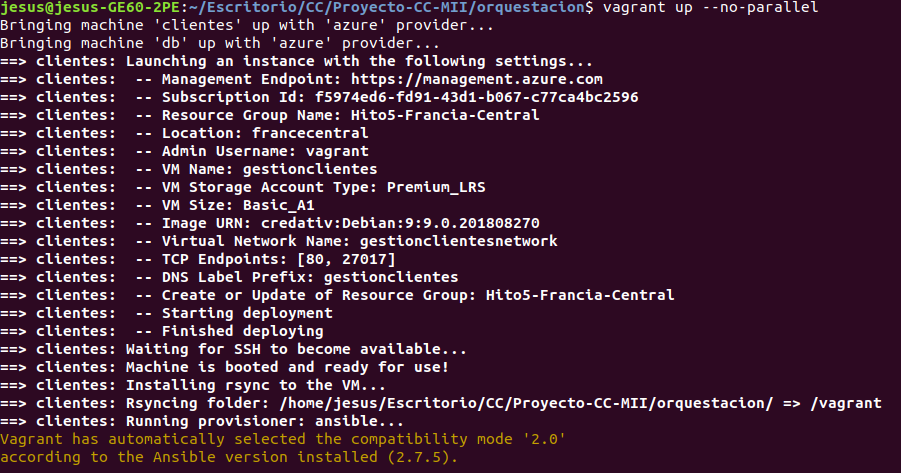 jesus@jesus-GE60-2PE:~/Escritorio/CC/Proyecto-CC-MII/orquestacion$ vagrant up --no-parallel
Bringing machine 'clientes' up with 'azure' provider...
Bringing machine 'db' up with 'azure' provider...
==> clientes: Launching an instance with the following settings...
==> clientes:  -- Management Endpoint: https://management.azure.com
==> clientes:  -- Subscription Id: f5974ed6-fd91-43d1-b067-c77ca4bc2596
==> clientes:  -- Resource Group Name: Hito5-Francia-Central
==> clientes:  -- Location: francecentral
==> clientes:  -- Admin Username: vagrant
==> clientes:  -- VM Name: gestionclientes
==> clientes:  -- VM Storage Account Type: Premium_LRS
==> clientes:  -- VM Size: Basic_A1
==> clientes:  -- Image URN: credativ:Debian:9:9.0.201808270
==> clientes:  -- Virtual Network Name: gestionclientesnetwork
==> clientes:  -- TCP Endpoints: [80, 27017]
==> clientes:  -- DNS Label Prefix: gestionclientes
==> clientes:  -- Create or Update of Resource Group: Hito5-Francia-Central
==> clientes:  -- Starting deployment
==> clientes:  -- Finished deploying
==> clientes: Waiting for SSH to become available...
==> clientes: Machine is booted and ready for use!
==> clientes: Installing rsync to the VM...
==> clientes: Rsyncing folder: /home/jesus/Escritorio/CC/Proyecto-CC-MII/orquestacion/ => /vagrant
==> clientes: Running provisioner: ansible...
Vagrant has automatically selected the compatibility mode '2.0'
according to the Ansible version installed (2.7.5).